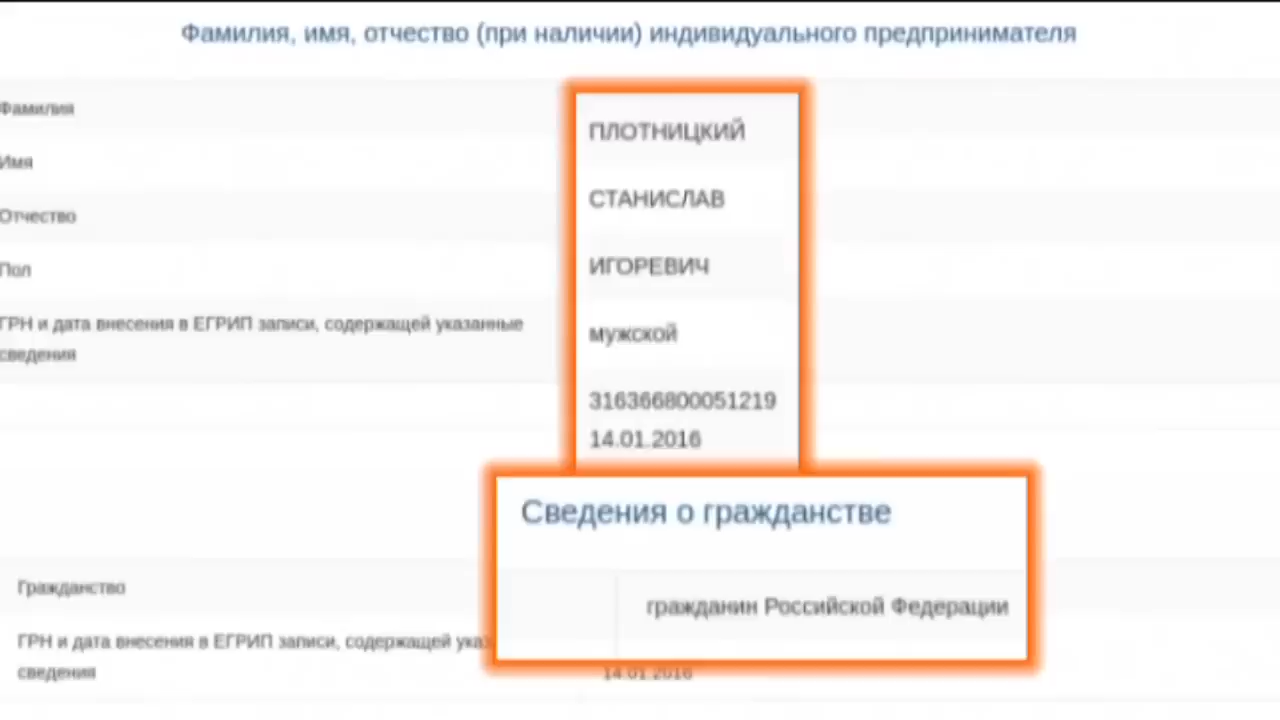 Фамилия, имя, отчество (при наличии) индивидуального предпринимателя
Фамилия
ПЛОТНИЦКИЙ
Имя
СТАНИСЛАВ
Отчество
ИГОРЕВИЧ
Пол
мужской
ГРН и дата внесения в ЕГРИП записи, содержащей указанные
сведения
316366800051219
14.01.2016
Сведения о гражданстве
Гражданство
гражданин Российской Федерации
ГРН и дата внесения в ЕГРИП записи, содержащей указ
сведения
14.01.2016